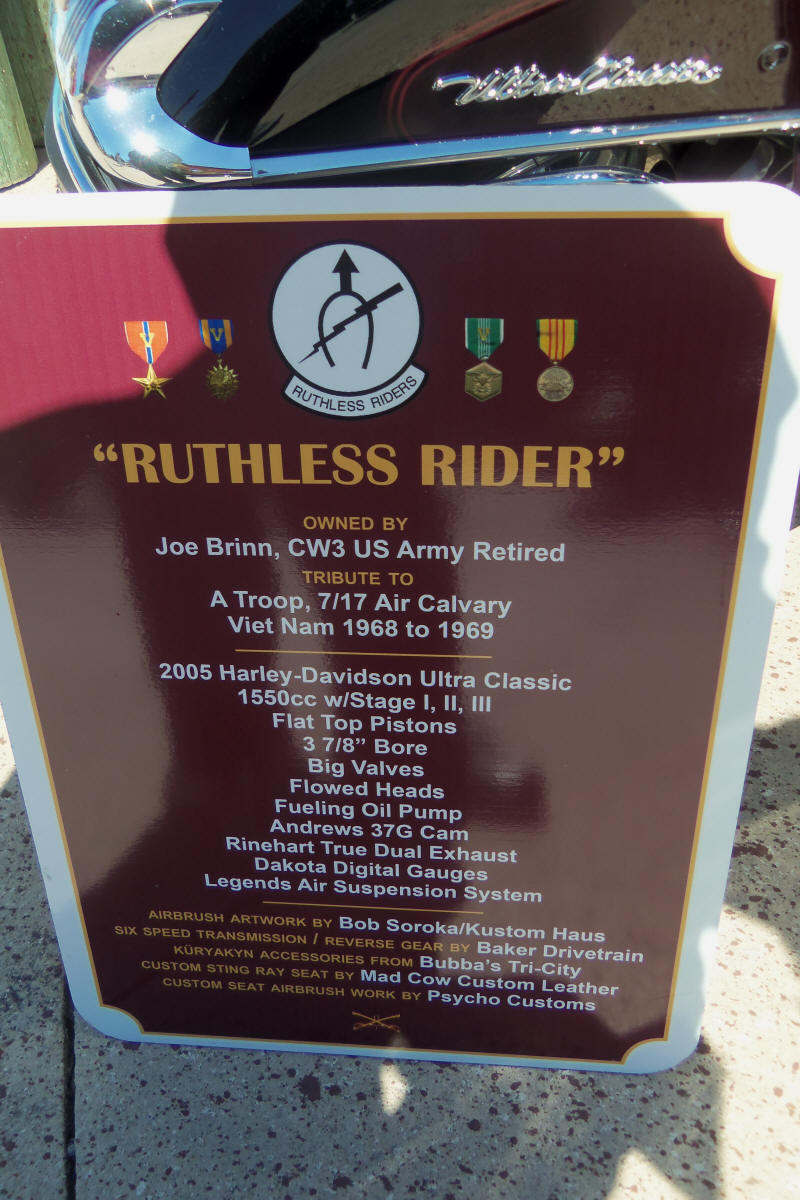 Ultra Classic
V
V
RUTHLESS RIDERS
“RUTHLESS RIDER”
OWNED BY
Joe Brinn, CW3 US Army Retired
TRIBUTE TO
A Troop, 7/17 Air Calvary
Viet Nam 1968 to 1969
2005 Harley-Davidson Ultra Classic
1550cc w/Stage I, II, III
Flat Top Pistons
3 7/8” Bore
Big Valves
Flowed Heads
Fueling Oil Pump
Andrews 37G Cam
Rinehart True Dual Exhaust
Dakota Digital Gauges
Legends Air Suspension System
AIRBRUSH ARTWORK BY Bob Soroka/Kustom Haus
SIX SPEED TRANSMISSION / REVERSE GEAR BY Baker Drivetrain
KÜRYAKYN ACCESSORIES FROM Bubba's Tri-City
CUSTOM STING RAY SEAT BY Mad Cow Custom Leather
CUSTOM SEAT AIRBRUSH WORK BY Psycho Customs